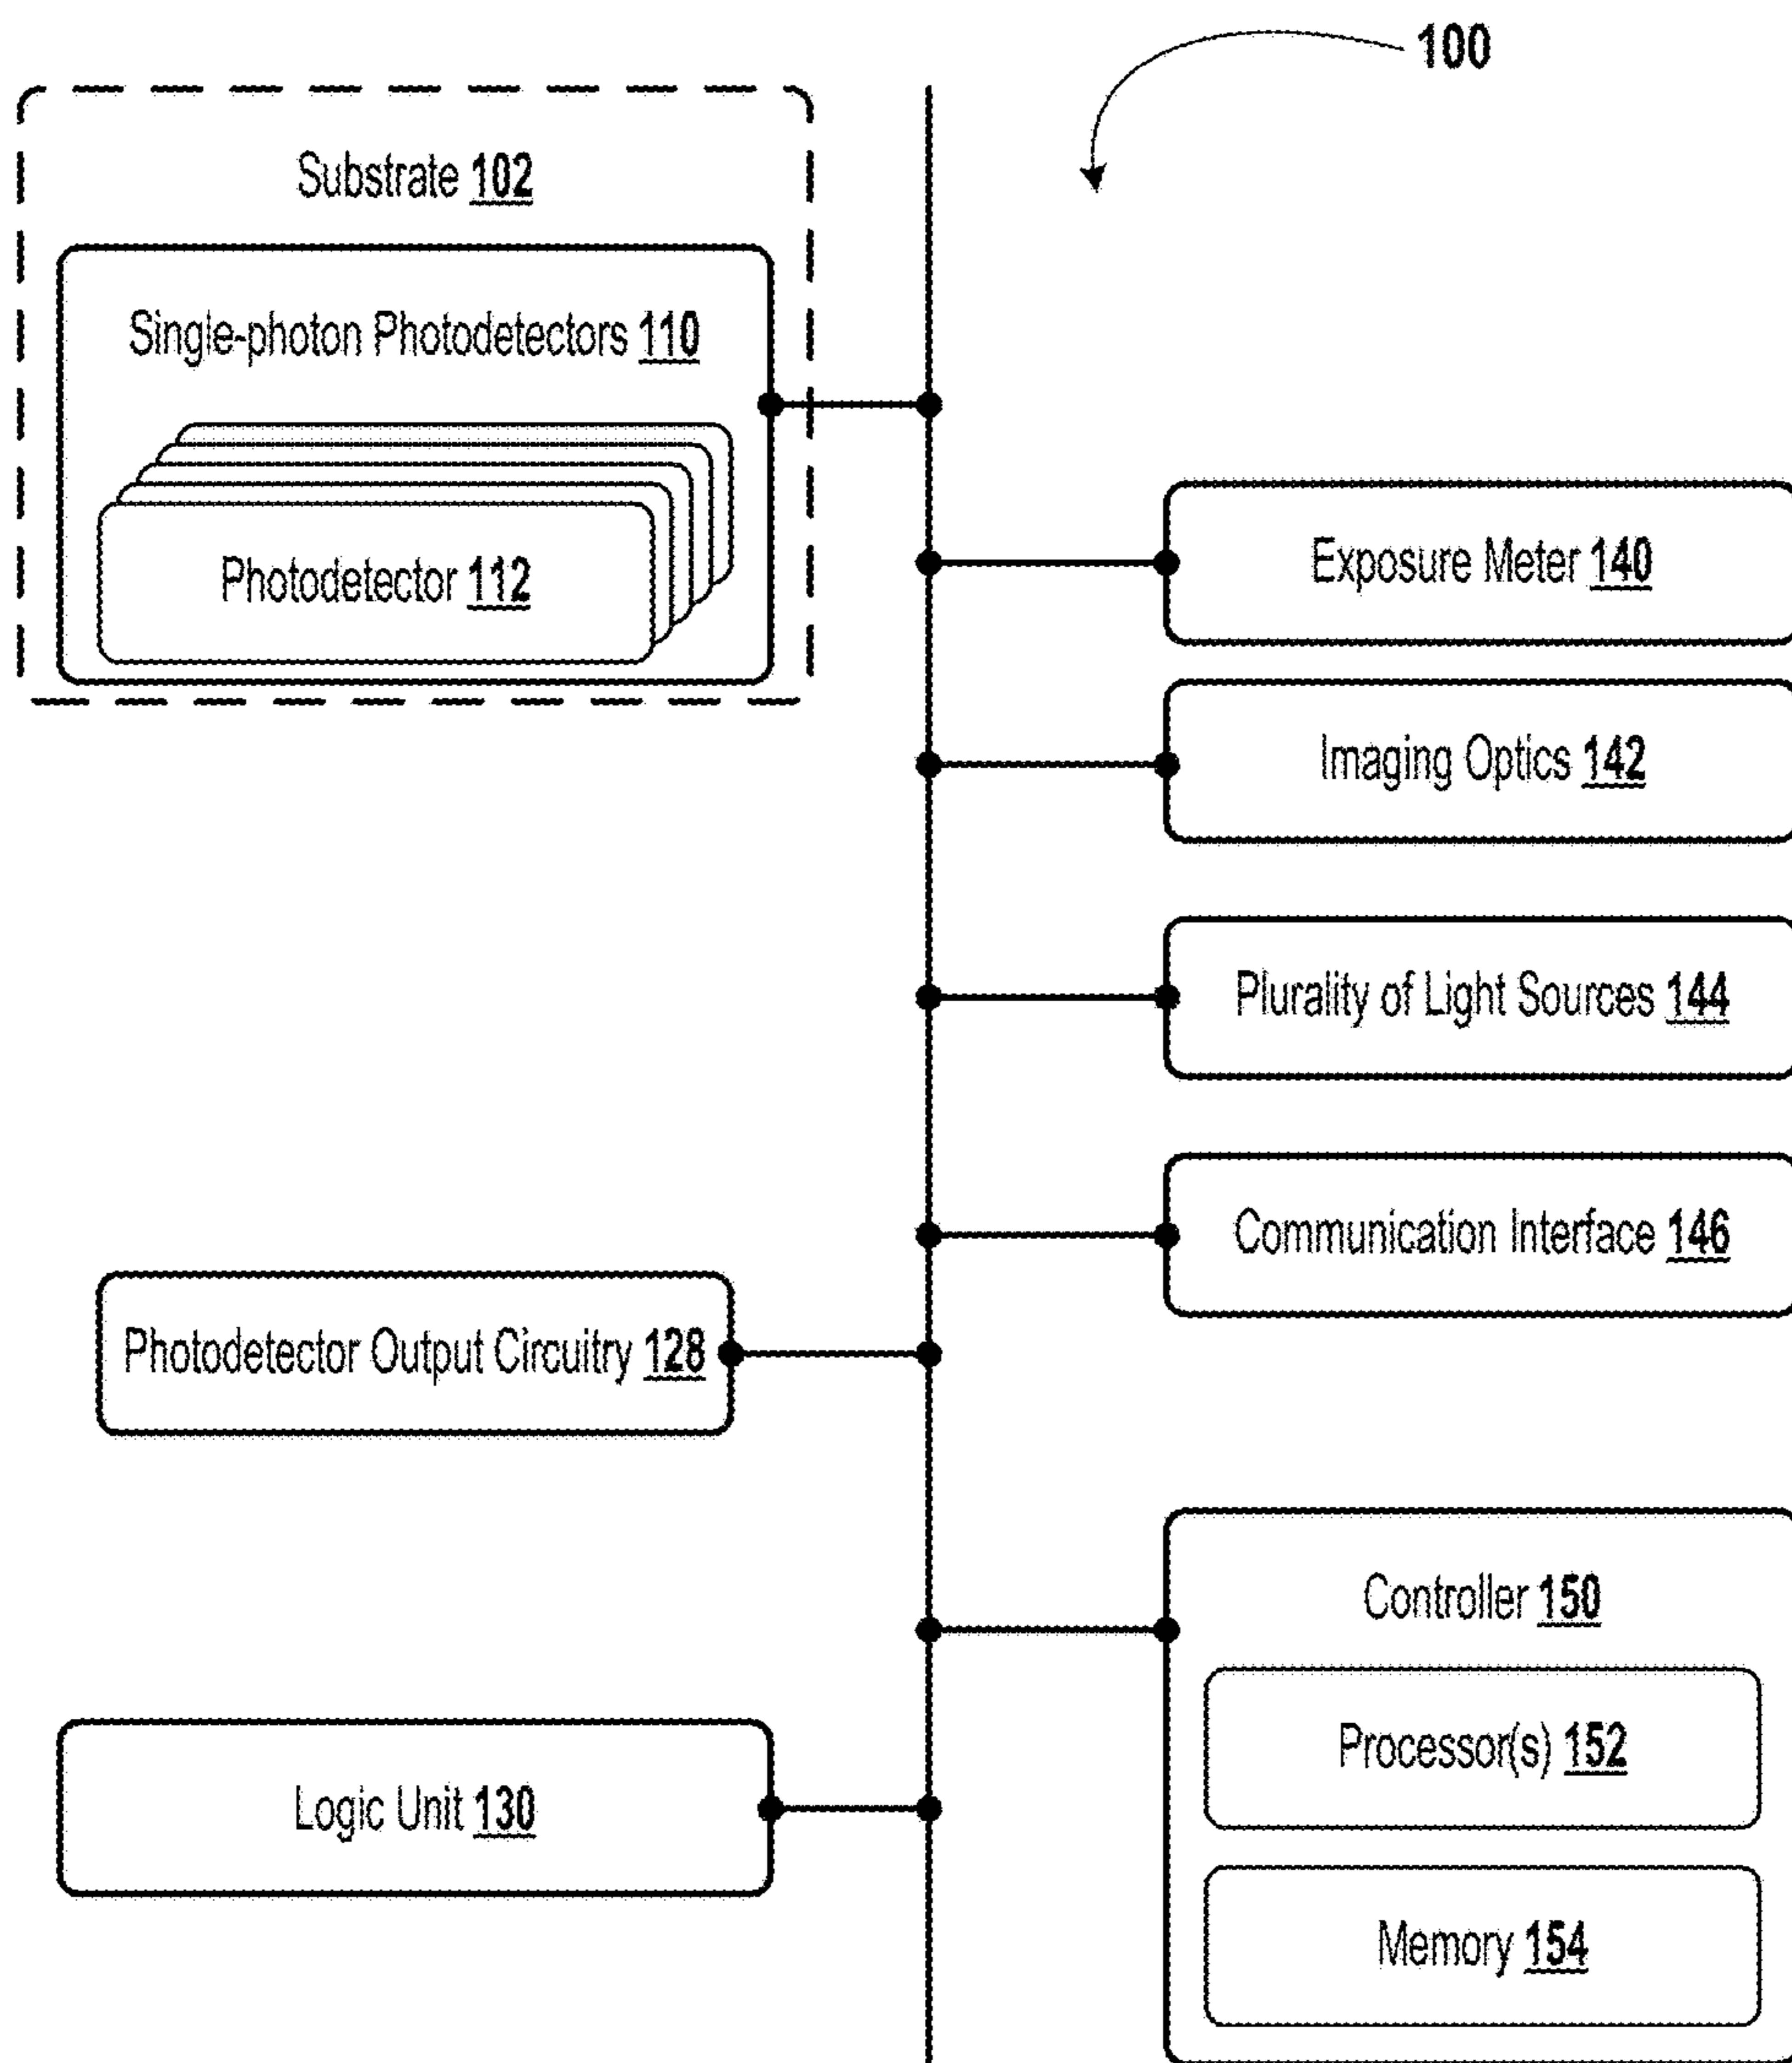 100
Substrate 102
Single-photon Photodetectors 110
Photodetector 112
Exposure Meter 140
Imaging Optics 142
Plurality of Light Sources 144
Communication Interface 146
Photodetector Output Circuitry 128
Controller 150
Processor(s) 152
Logic Unit 130
Memory 154